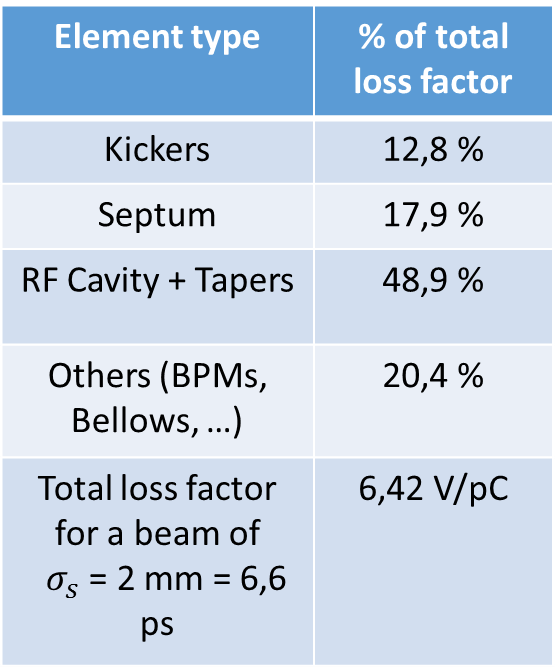 Element type
% of total
loss factor
Kickers
12,8 %
Septum
17,9 %
RF Cavity + Tapers
48,9 %
Others (BPMs,
Bellows, ...)
20,4 %
Total loss factor
for a beam of
σₛ = 2 mm = 6,6
ps
6,42 V/pC